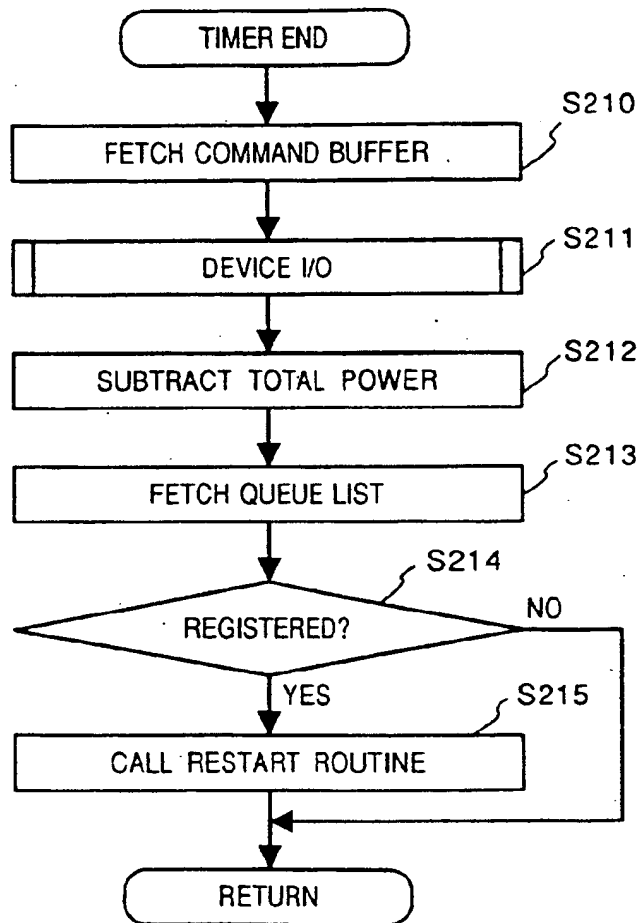 TIMER END
S210
FETCH COMMAND BUFFER
S211
DEVICE I/O
S212
SUBTRACT TOTAL POWER
S213
FETCH QUEUE LIST
S214
REGISTERED?
NO
YES
S215
CALL RESTART ROUTINE
RETURN